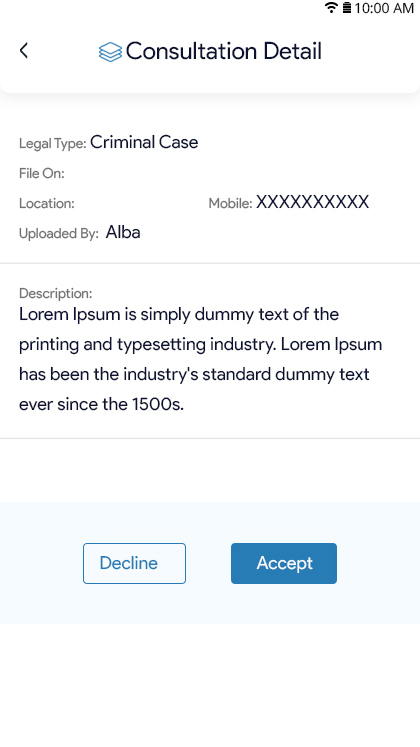 10:00 AM
Consultation Detail
Legal Type: Criminal Case
File On:
Location: Mobile: XXXXXXXXXX
Uploaded By: Alba
Description:
Lorem Ipsum is simply dummy text of the
printing and typesetting industry. Lorem Ipsum
has been the industry's standard dummy text
ever since the 1500s.
Decline Accept